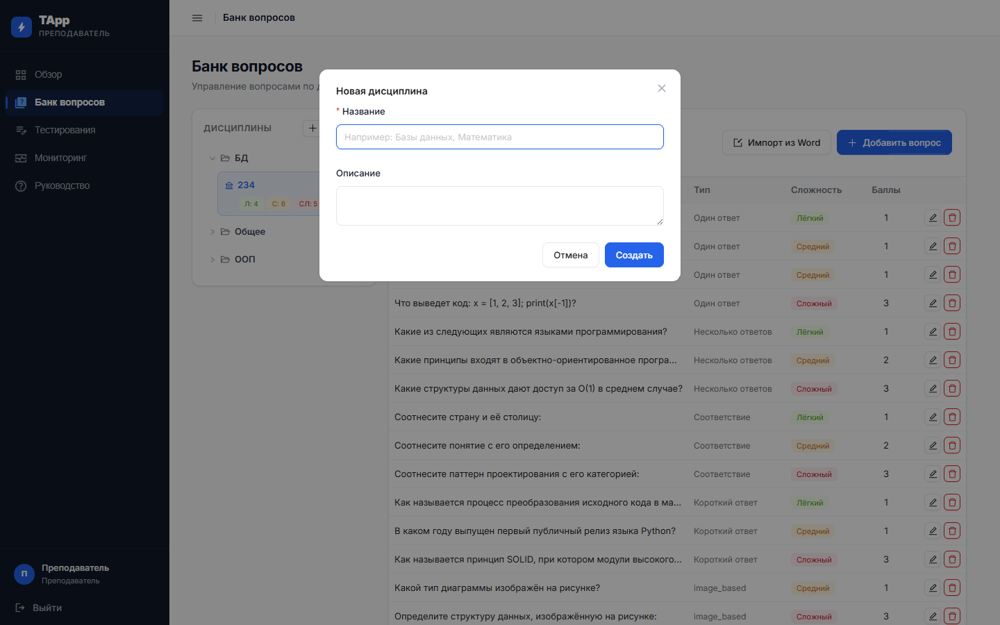 TApp
ПРЕПОДАВАТЕЛЬ
Обзор
Банк вопросов
Тестирования
Мониторинг
Руководство
П
Преподаватель
Преподаватель
Выйти
Банк вопросов
Банк вопросов
Управление вопросами по
ДИСЦИПЛИНЫ
БД
234
Л: 4 С: 6 СЛ: 5
Общее
ООП
Новая дисциплина
* Название
Например: Базы данных, Математика
Описание
Отмена Создать
Импорт из Word Добавить вопрос
Тип Сложность Баллы
Один ответ Лёгкий 1
Один ответ Средний 1
Один ответ Средний 1
Что выведет код: x = [1, 2, 3]; print(x[-1])? Один ответ Сложный 3
Какие из следующих являются языками программирования? Несколько ответов Лёгкий 1
Какие принципы входят в объектно-ориентированное програ... Несколько ответов Средний 2
Какие структуры данных дают доступ за O(1) в среднем случае? Несколько ответов Сложный 3
Соотнесите страну и её столицу: Соответствие Лёгкий 1
Соотнесите понятие с его определением: Соответствие Средний 2
Соотнесите паттерн проектирования с его категорией: Соответствие Сложный 3
Как называется процесс преобразования исходного кода в ма... Короткий ответ Лёгкий 1
В каком году выпущен первый публичный релиз языка Python? Короткий ответ Средний 1
Как называется принцип SOLID, при котором модули высокого... Короткий ответ Сложный 3
Какой тип диаграммы изображён на рисунке? image_based Средний 1
Определите структуру данных, изображённую на рисунке: image_based Сложный 3